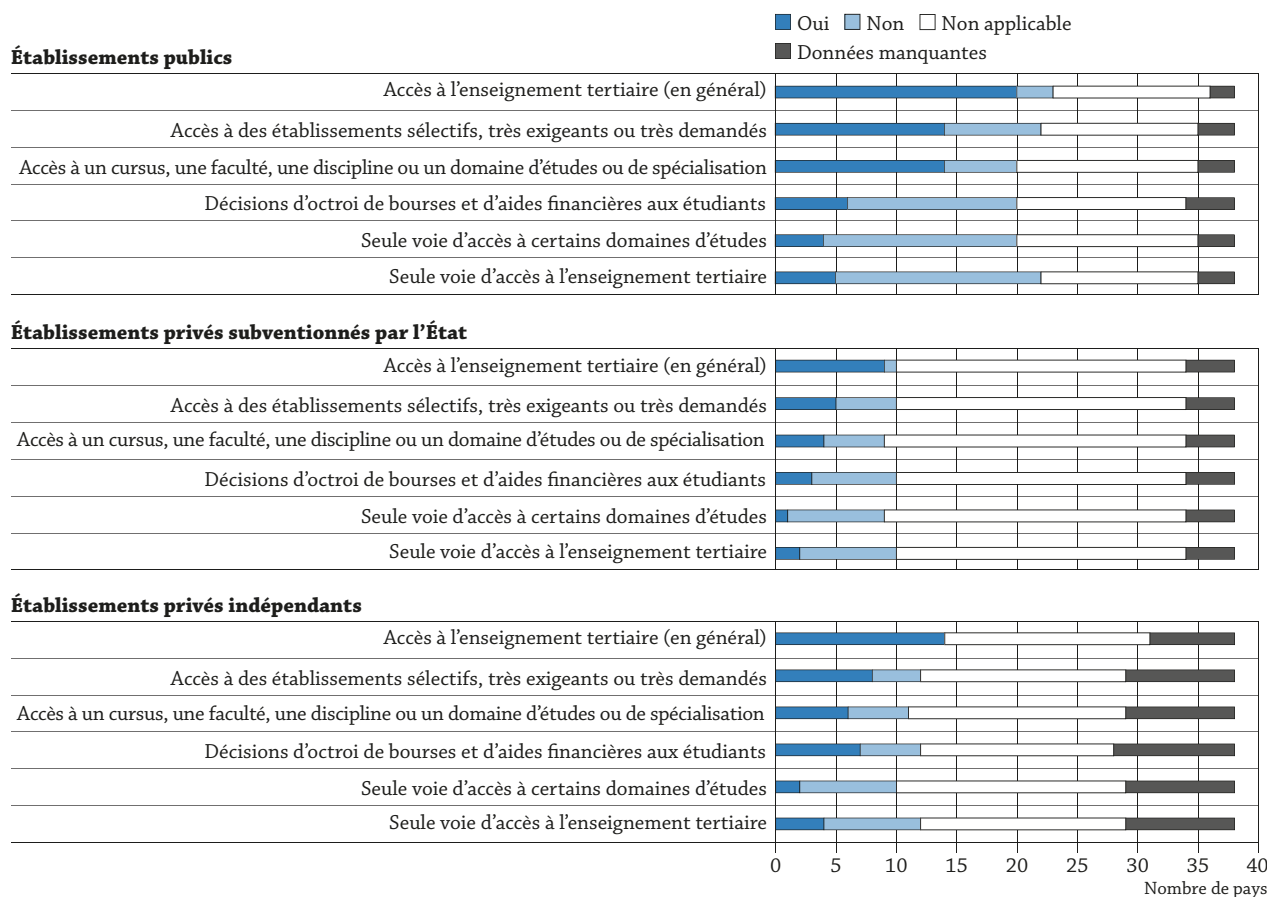 Oui Non Non applicable
Données manquantes
Établissements publics
Accès à l’enseignement tertiaire (en général)
Accès à des établissements sélectifs, très exigeants ou très demandés
Accès à un cursus, une faculté, une discipline ou un domaine d’études ou de spécialisation
Décisions d’octroi de bourses et d’aides financières aux étudiants
Seule voie d’accès à certains domaines d’études
Seule voie d’accès à l’enseignement tertiaire
Établissements privés subventionnés par l’État
Accès à l’enseignement tertiaire (en général)
Accès à des établissements sélectifs, très exigeants ou très demandés
Accès à un cursus, une faculté, une discipline ou un domaine d’études ou de spécialisation
Décisions d’octroi de bourses et d’aides financières aux étudiants
Seule voie d’accès à certains domaines d’études
Seule voie d’accès à l’enseignement tertiaire
Établissements privés indépendants
Accès à l’enseignement tertiaire (en général)
Accès à des établissements sélectifs, très exigeants ou très demandés
Accès à un cursus, une faculté, une discipline ou un domaine d’études ou de spécialisation
Décisions d’octroi de bourses et d’aides financières aux étudiants
Seule voie d’accès à certains domaines d’études
Seule voie d’accès à l’enseignement tertiaire
0 5 10 15 20 25 30 35 40
Nombre de pays